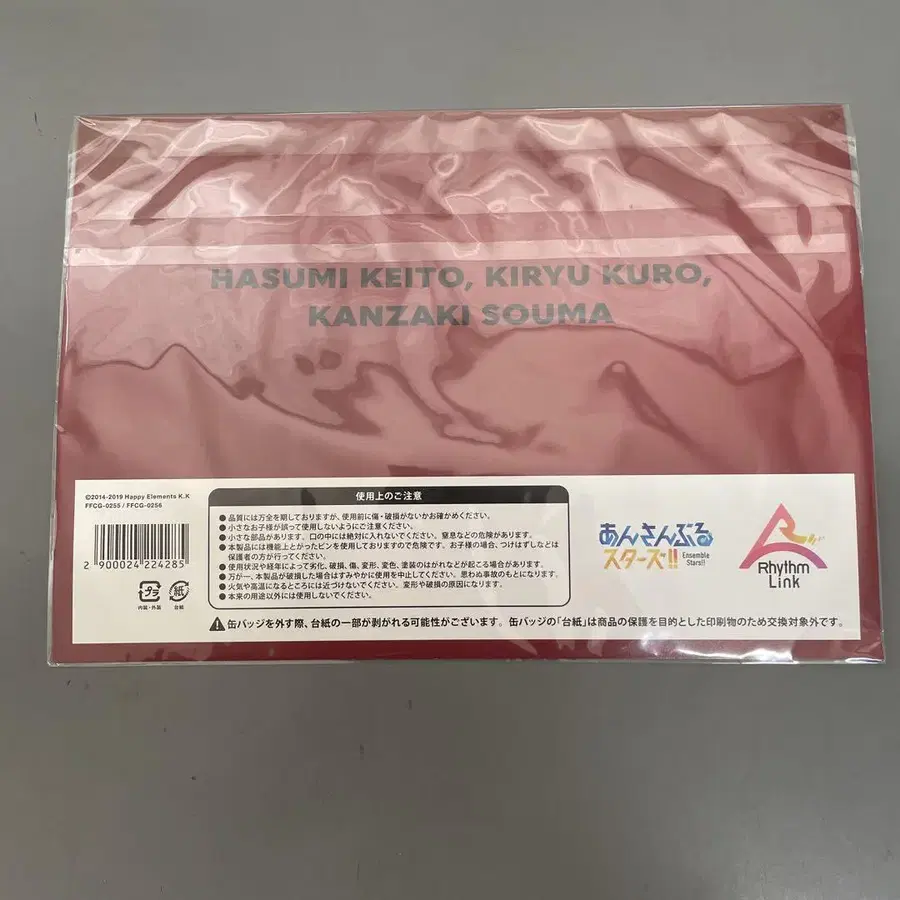 HASUMI KEITO, KIRYU KURO,
KANZAKI SOUMA
©2014-2019 Happy Elements K.K
FFCG-0255 / FFCG-0256
2 900024 224285
プラ
内袋・外装
紙
台紙
使用上のご注意
● 品質には万全を期しておりますが、使用前に傷・破損がないかお確かめください。
● 小さなお子様が誤って使用しないようにご注意ください。
● 小さな部品があります、口の中には絶対に入れないでください。窒息などの危険があります。
● 本製品には機能上とがったピンを使用しておりますので危険です。お子様の場合、つけはずしなどは
保護者の方が行ってください。
● 使用状況や経年によって劣化、破損、傷、変形、変色、塗装のはがれなどが起こる場合があります。
● 万が一、本製品が破損した場合はすみやかに使用を中止してください。思わぬ事故のもとになります。
● 火気や高温になるところには近づけないでください。変形や破損の原因になります。
● 本来の用途以外には使用しないでください。
あんさんぶる
スターズ!!
Ensemble
Stars!!
Rhythm
Link
缶バッジを外す際、台紙の一部が剥がれる可能性がございます。缶バッジの「台紙」は商品の保護を目的とした印刷物のため交換対象外です。